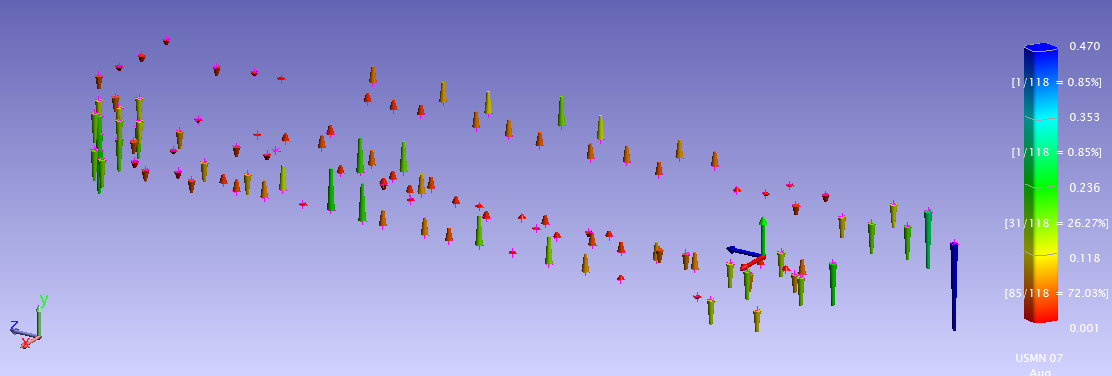 0.470
[1/118 = 0.85%]
0.353
[1/118 = 0.85%]
0.236
[31/118 = 26.27%]
0.118
[85/118 = 72.03%]
0.001
USMN 07
Aug
y
z
x